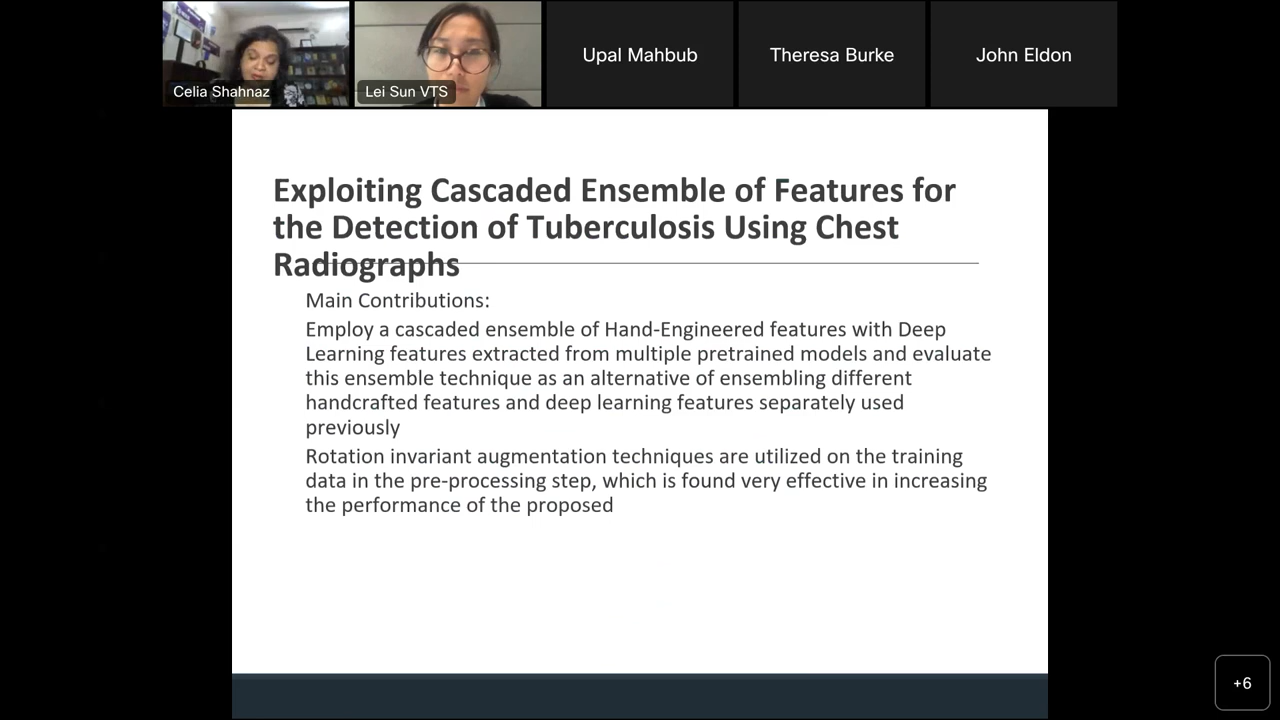 Celia Shahnaz
Lei Sun VTS
Upal Mahbub
Theresa Burke
John Eldon
Exploiting Cascaded Ensemble of Features for
the Detection of Tuberculosis Using Chest
Radiographs
Main Contributions:
Employ a cascaded ensemble of Hand-Engineered features with Deep
Learning features extracted from multiple pretrained models and evaluate
this ensemble technique as an alternative of ensembling different
handcrafted features and deep learning features separately used
previously
Rotation invariant augmentation techniques are utilized on the training
data in the pre-processing step, which is found very effective in increasing
the performance of the proposed
+6